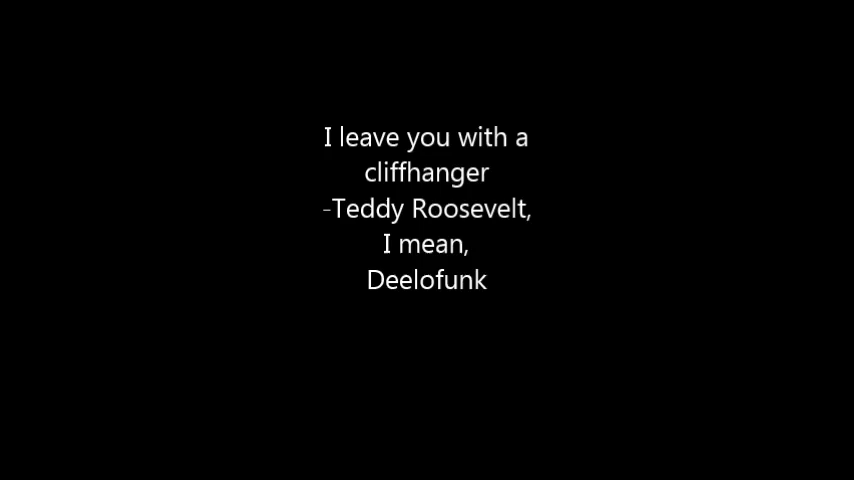 I leave you with a
cliffhanger
-Teddy Roosevelt,
I mean,
Deelofunk